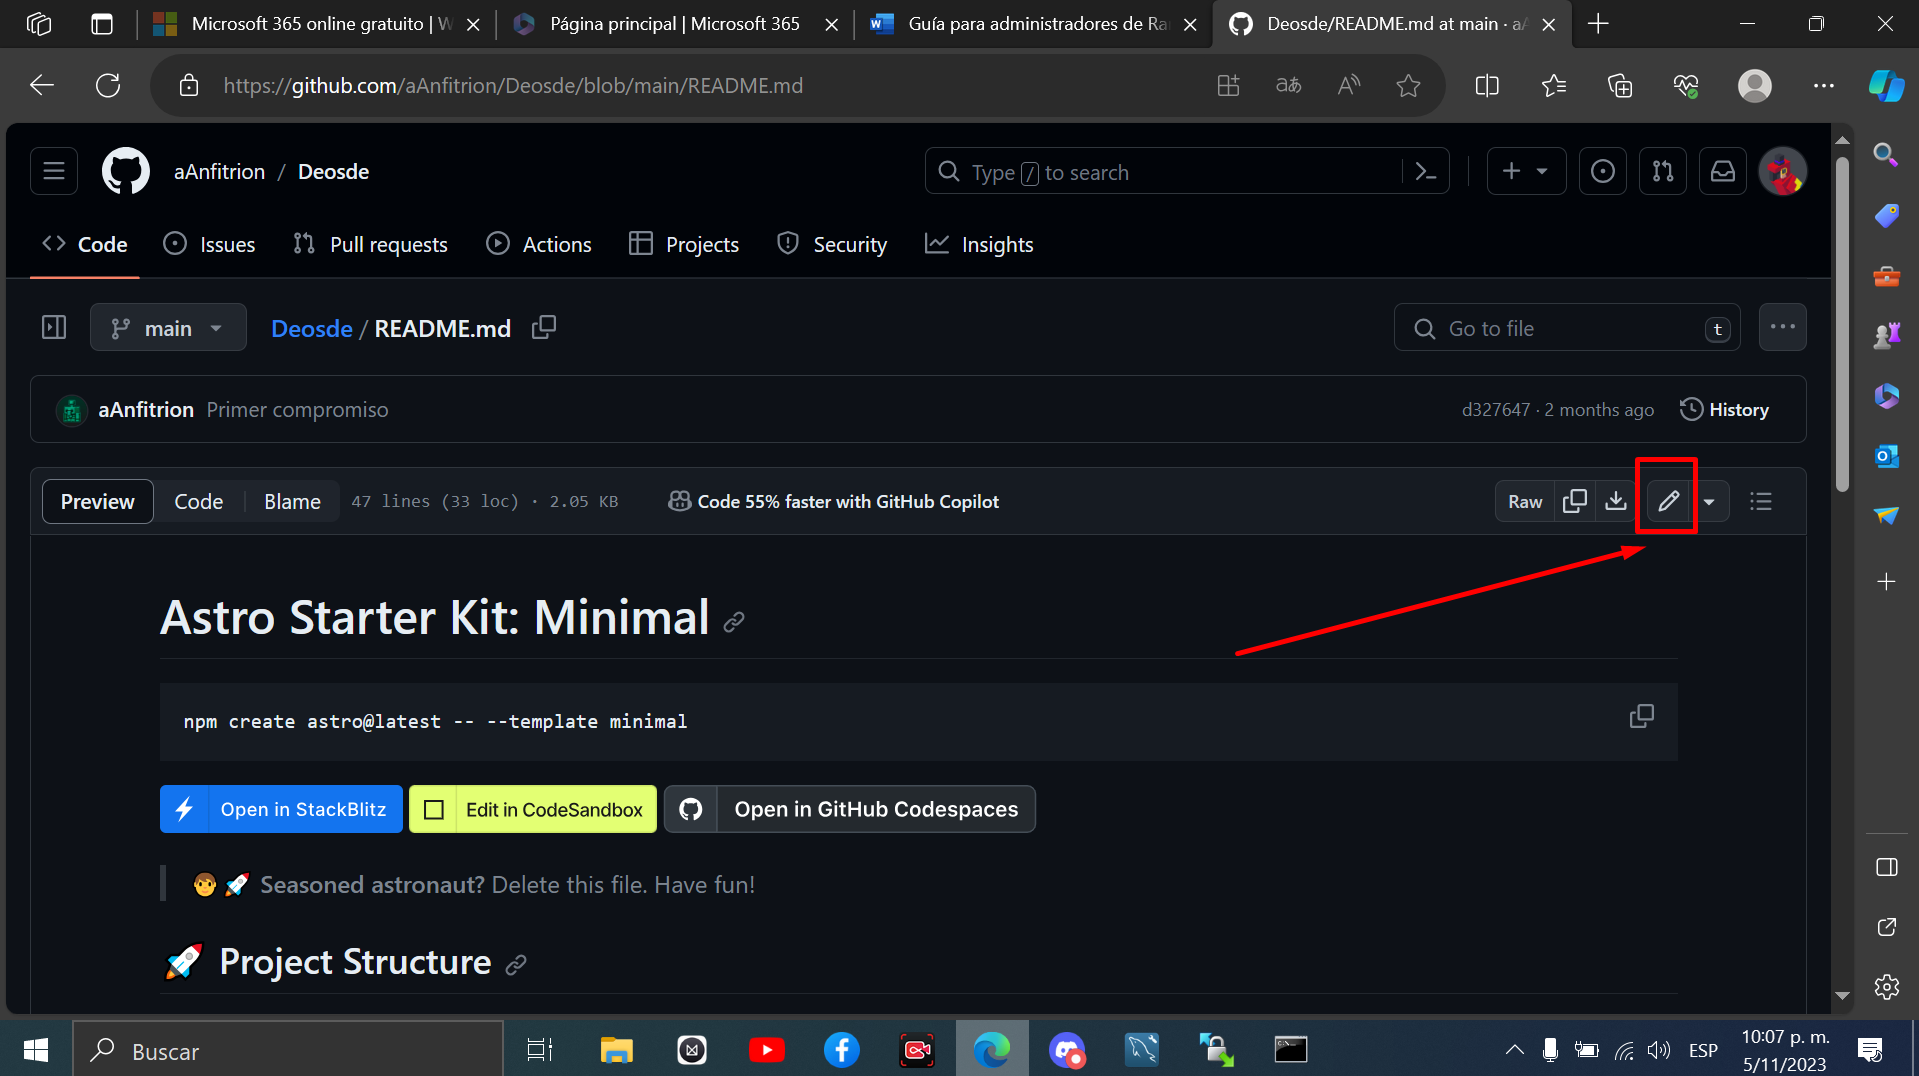 Microsoft 365 online gratuito | W
Página principal | Microsoft 365
Guía para administradores de Ra
Deosde/README.md at main · aA
https://github.com/aAnfitrion/Deosde/blob/main/README.md
aAnfitrion / Deosde
Type / to search
Code
Issues
Pull requests
Actions
Projects
Security
Insights
main
Deosde / README.md
Go to file
t
aAnfitrion Primer compromiso
d327647 · 2 months ago
History
Preview
Code
Blame
47 lines (33 loc) · 2.05 KB
Code 55% faster with GitHub Copilot
Raw
Astro Starter Kit: Minimal
npm create astro@latest -- --template minimal
Open in StackBlitz
Edit in CodeSandbox
Open in GitHub Codespaces
🧑‍🚀 Seasoned astronaut? Delete this file. Have fun!
🚀 Project Structure
Buscar
ESP
10:07 p. m.
5/11/2023